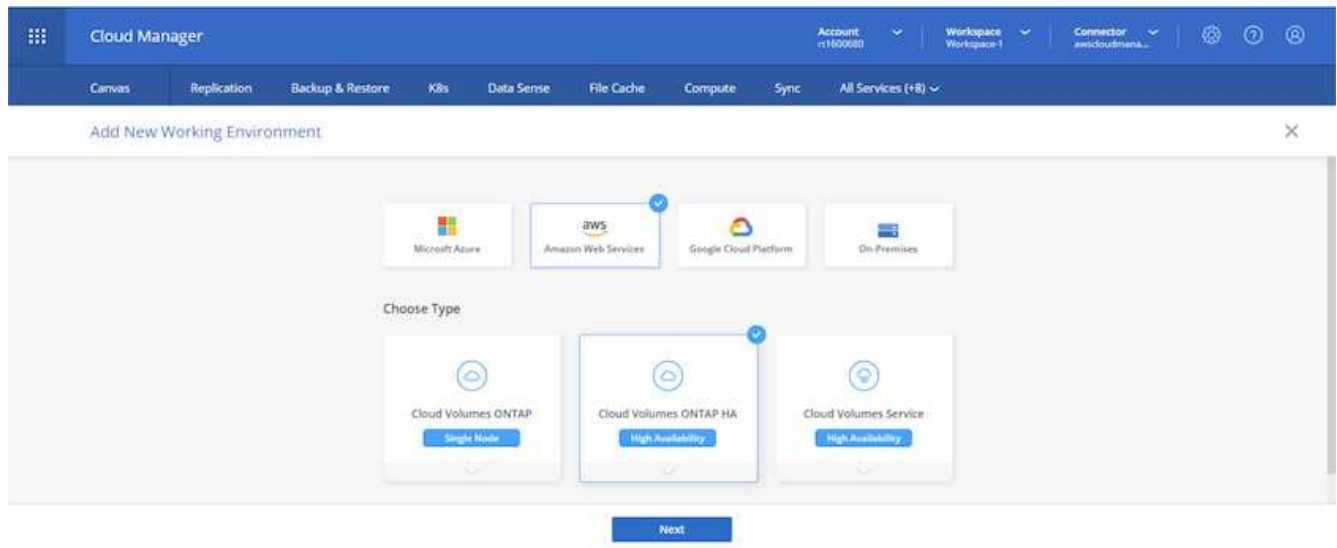 Cloud Manager
Account
rt1600680
Workspace
Workspace-1
Connector
awscloudmana...
Canvas
Replication
Backup & Restore
K8s
Data Sense
File Cache
Compute
Sync
All Services (+8)
Add New Working Environment
Microsoft Azure
aws
Amazon Web Services
Google Cloud Platform
On-Premises
Choose Type
Cloud Volumes ONTAP
Single Node
Cloud Volumes ONTAP HA
High Availability
Cloud Volumes Service
High Availability
Next